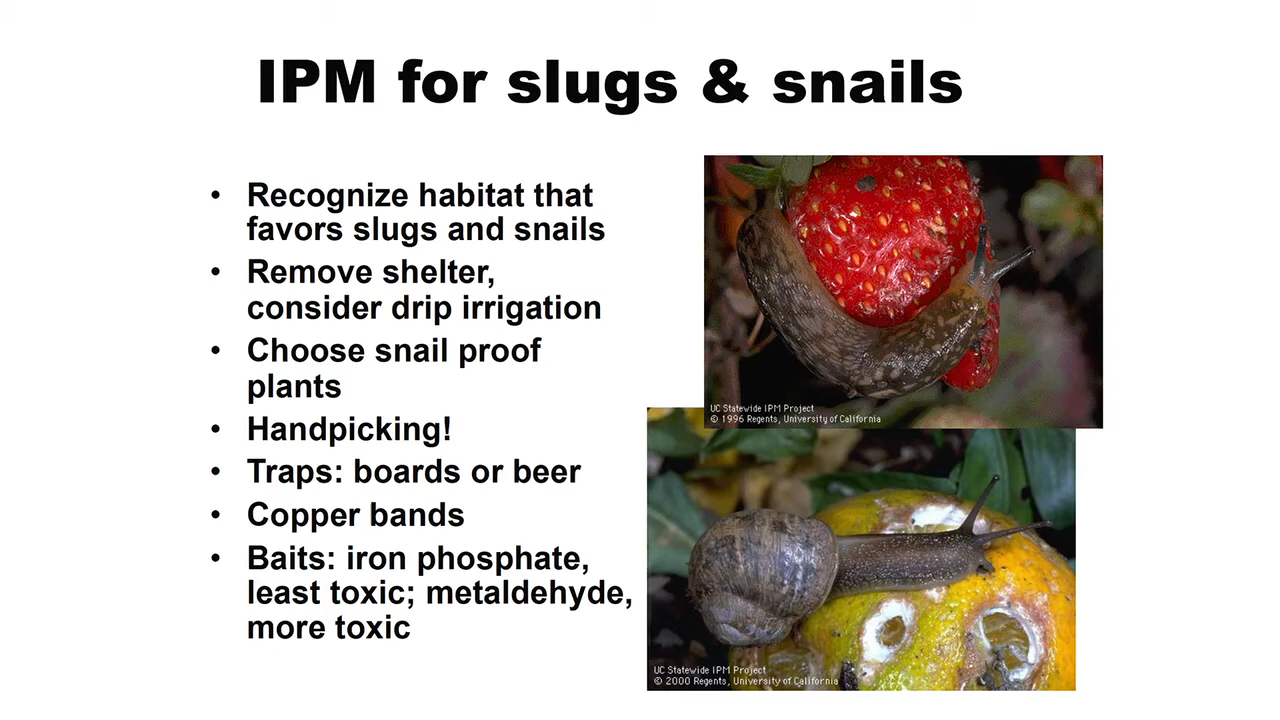 IPM for slugs & snails
• Recognize habitat that
favors slugs and snails
• Remove shelter,
consider drip irrigation
• Choose snail proof
plants
• Handpicking!
• Traps: boards or beer
• Copper bands
• Baits: iron phosphate,
least toxic; metaldehyde,
more toxic
UC Statewide IPM Project
© 1996 Regents, University of California
UC Statewide IPM Project
© 2000 Regents, University of California